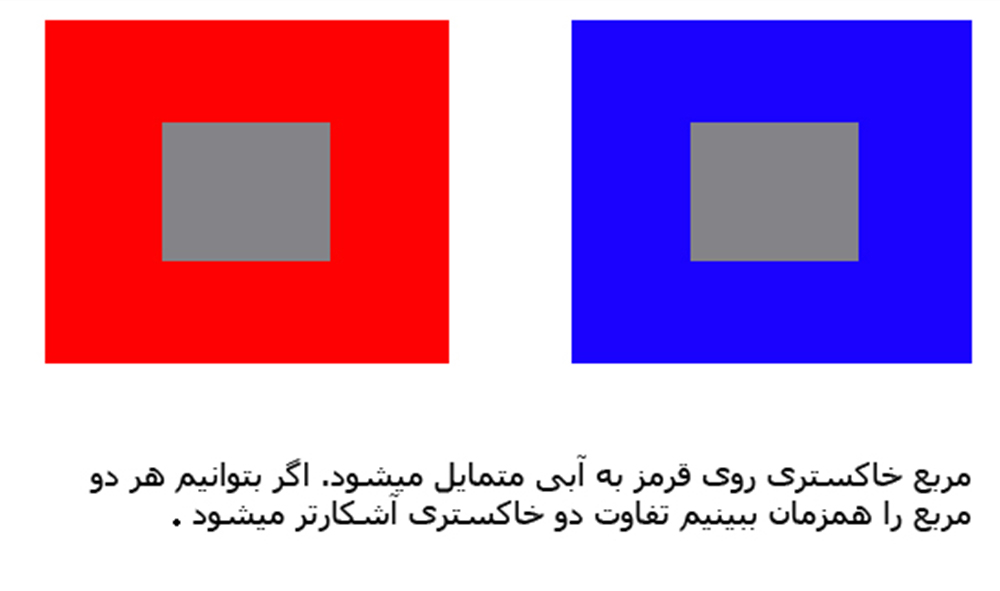 مربع خاکستری روی قرمز به آبی متمایل میشود. اگر بتوانیم هر دو
مربع را همزمان ببینیم تفاوت دو خاکستری آشکارتر میشود .